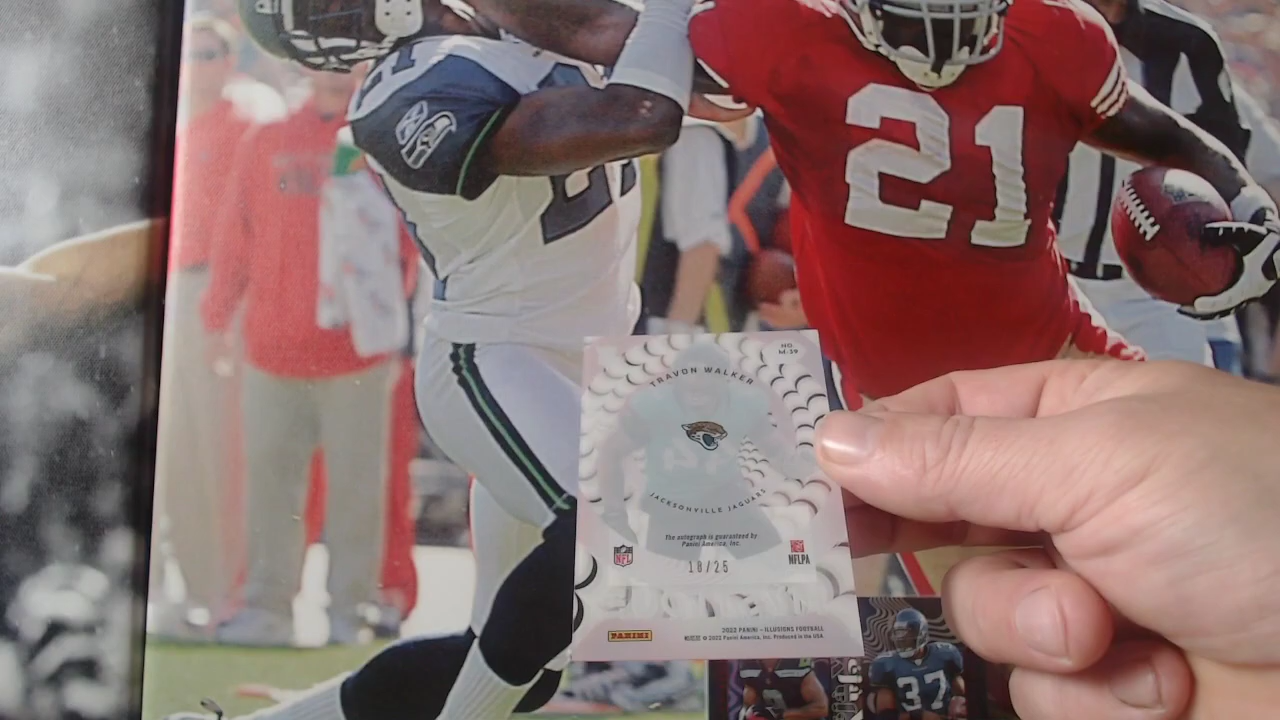 21
NO.
M-39
TRAVON WALKER
JACKSONVILLE JAGUARS
The autograph is guaranteed by
Panini America, Inc.
NFL
NFLPA
18/25
PANINI
2022 PANINI – ILLUSIONS FOOTBALL
© 2022 Panini America, Inc. Produced in the USA.
37